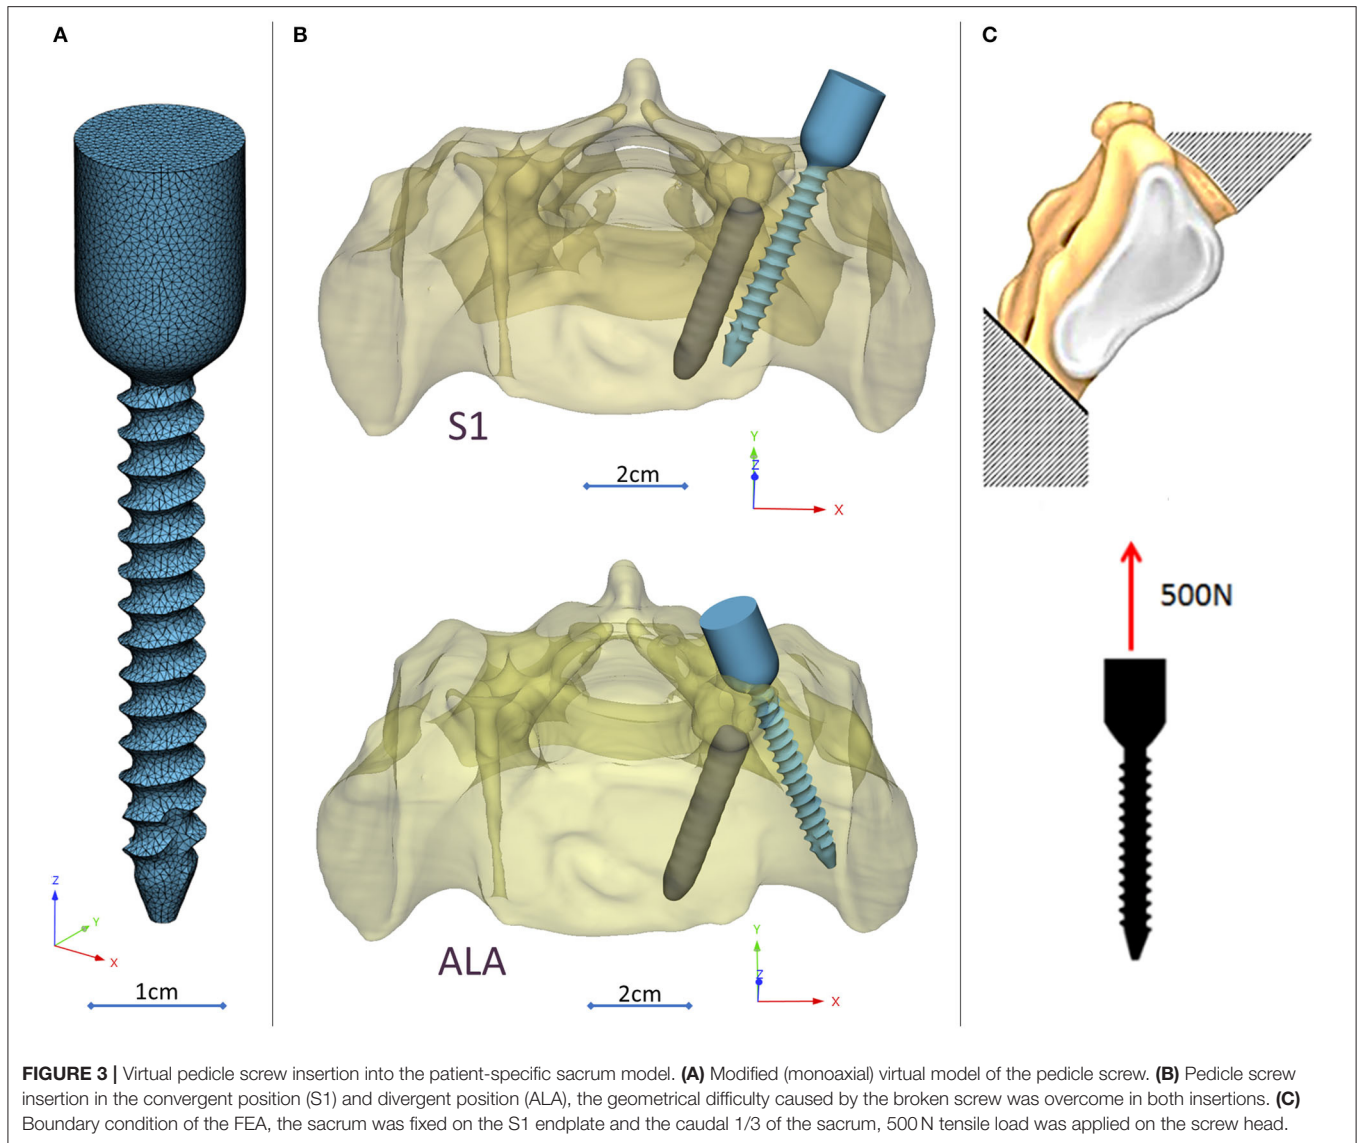 A
B
C
S1
2cm
Y
Z
X
500N
ALA
2cm
Y
Z
X
Z
Y
X
1cm
FIGURE 3 | Virtual pedicle screw insertion into the patient-specific sacrum model. (A) Modified (monoaxial) virtual model of the pedicle screw. (B) Pedicle screw
insertion in the convergent position (S1) and divergent position (ALA), the geometrical difficulty caused by the broken screw was overcome in both insertions. (C)
Boundary condition of the FEA, the sacrum was fixed on the S1 endplate and the caudal 1/3 of the sacrum, 500 N tensile load was applied on the screw head.